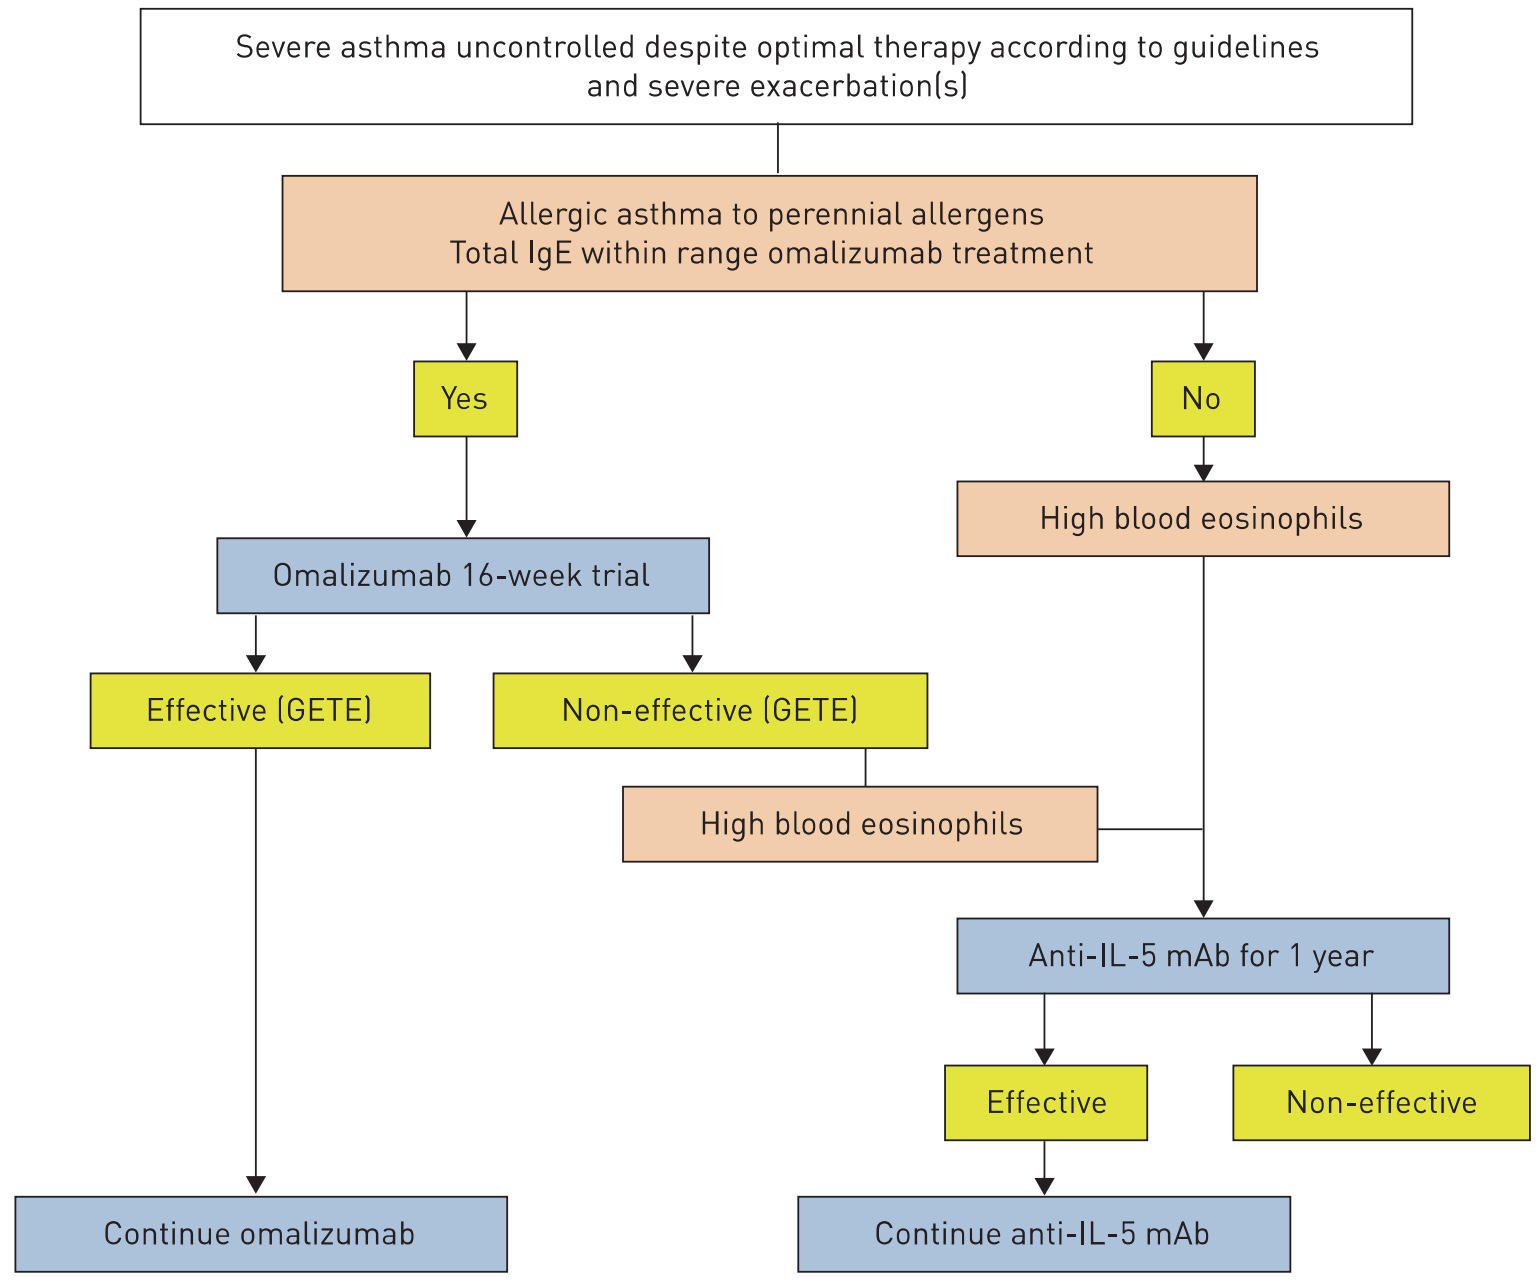 Severe asthma uncontrolled despite optimal therapy according to guidelines
and severe exacerbation(s)
Allergic asthma to perennial allergens
Total IgE within range omalizumab treatment
Yes
No
High blood eosinophils
Omalizumab 16-week trial
Effective (GETE)
Non-effective (GETE)
High blood eosinophils
Anti-IL-5 mAb for 1 year
Effective
Non-effective
Continue omalizumab
Continue anti-IL-5 mAb